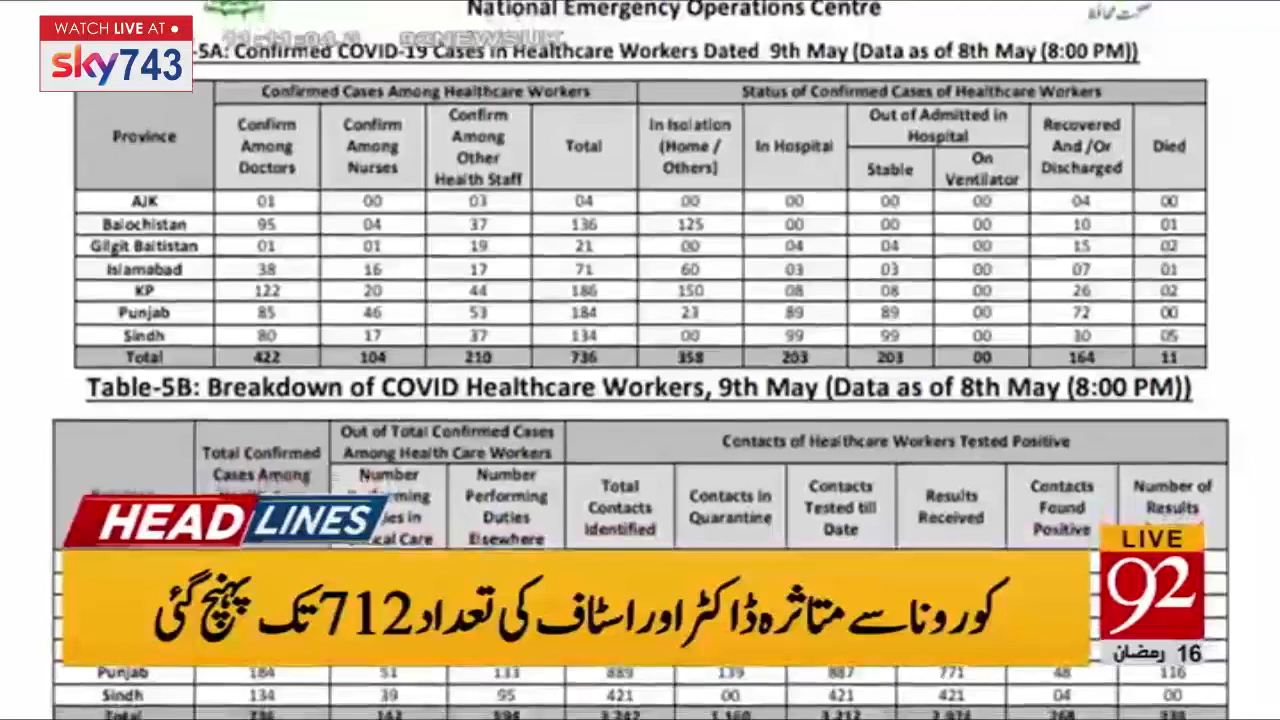 National Emergency Operations Centre
WATCH LIVE AT
sky743
-5A: Confirmed COVID-19 Cases in Healthcare Workers Dated 9th May (Data as of 8th May (8:00 PM))
Confirmed Cases Among Healthcare Workers Status of Confirmed Cases of Healthcare Workers
Province Confirm Among Doctors Confirm Among Nurses Confirm Among Other Health Staff Total In Isolation (Home / Others) In Hospital Out of Admitted in Hospital Recovered And /Or Discharged Died
Stable On Ventilator
AJK 01 00 03 04 00 00 00 00 04 00
Balochistan 95 04 37 136 125 00 00 00 10 01
Gilgit Baltistan 01 01 19 21 00 04 04 00 15 02
Islamabad 38 16 17 71 60 03 03 00 07 01
KP 122 20 44 186 150 08 08 00 26 02
Punjab 85 46 53 184 23 89 89 00 72 00
Sindh 80 17 37 134 00 99 99 00 30 05
Total 422 104 210 736 358 203 203 00 164 11
Table-5B: Breakdown of COVID Healthcare Workers, 9th May (Data as of 8th May (8:00 PM))
Total Confirmed Cases Among Out of Total Confirmed Cases Among Health Care Workers Contacts of Healthcare Workers Tested Positive
Number Number Performing Duties Elsewhere Total Contacts Identified Contacts in Quarantine Contacts Tested till Date Results Received Contacts Found Positive Number of Results
HEADLINES
LIVE
92
کورونا سے متاثرہ ڈاکٹر اور اسٹاف کی تعداد 712 تک پہنچ گئی
16 رمضان
Punjab 184 51 133 889 139 887 771 48 116
Sindh 134 39 95 421 00 421 421 04 00
Total